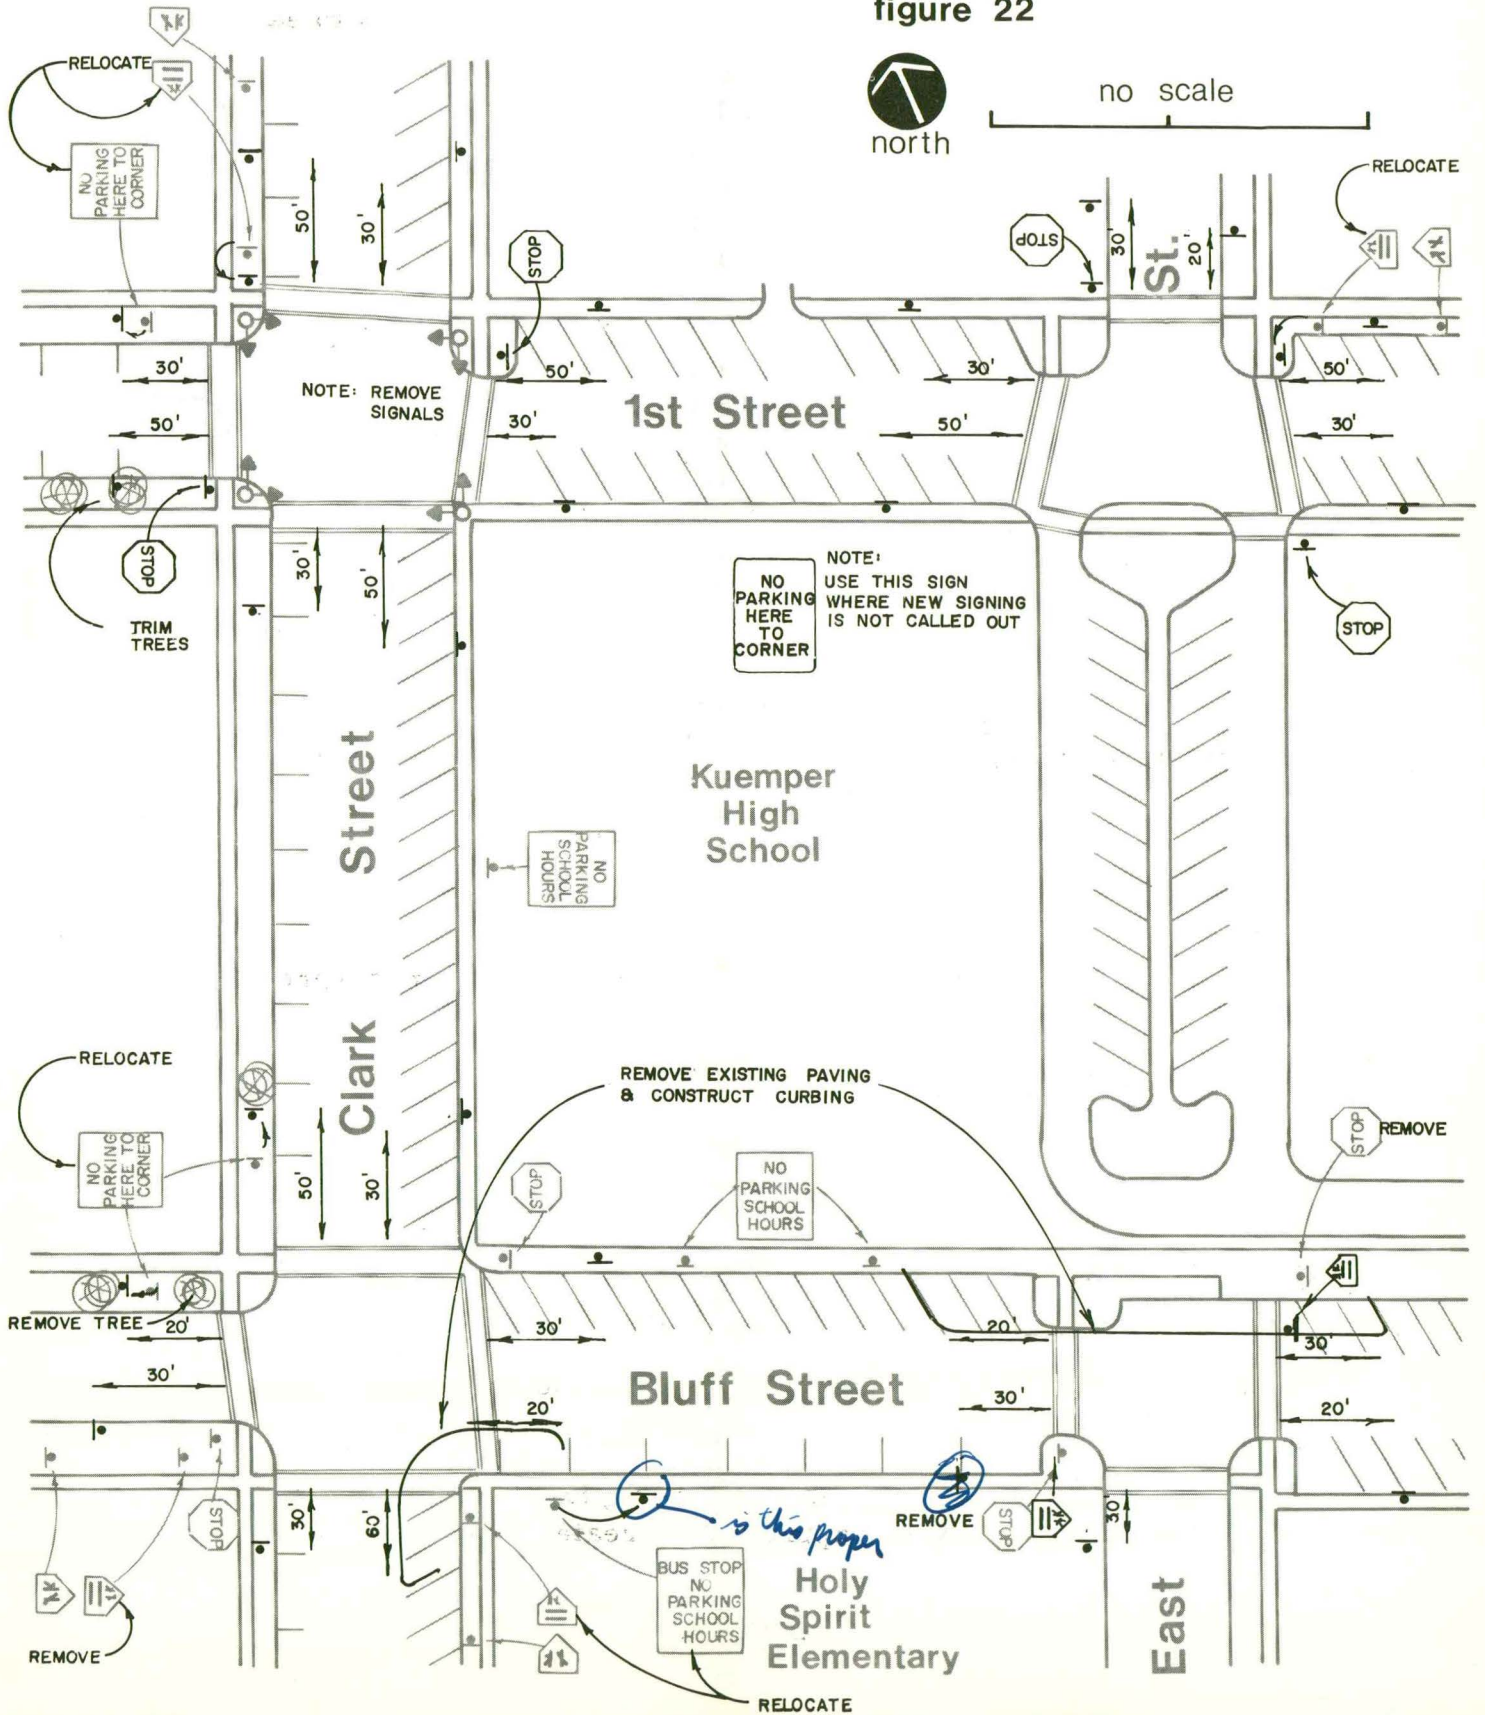 figure 22
north
no scale
RELOCATE
NO
PARKING
HERE TO
CORNER
50'
30'
STOP
STOP
30'
St.
20'
RELOCATE
30'
50'
NOTE: REMOVE
SIGNALS
50'
30'
1st Street
30'
50'
50'
30'
STOP
TRIM
TREES
30'
50'
NO
PARKING
HERE
TO
CORNER
NOTE:
USE THIS SIGN
WHERE NEW SIGNING
IS NOT CALLED OUT
STOP
Clark Street
Kuemper
High
School
NO
PARKING
SCHOOL
HOURS
RELOCATE
NO
PARKING
HERE TO
CORNER
REMOVE EXISTING PAVING
& CONSTRUCT CURBING
50'
30'
STOP
NO
PARKING
SCHOOL
HOURS
STOP
REMOVE
REMOVE TREE
20'
30'
30'
20'
30'
Bluff Street
20'
30'
20'
STOP
30'
60'
is this proper
REMOVE
STOP
30'
BUS STOP
NO
PARKING
SCHOOL
HOURS
Holy
Spirit
Elementary
East
REMOVE
RELOCATE